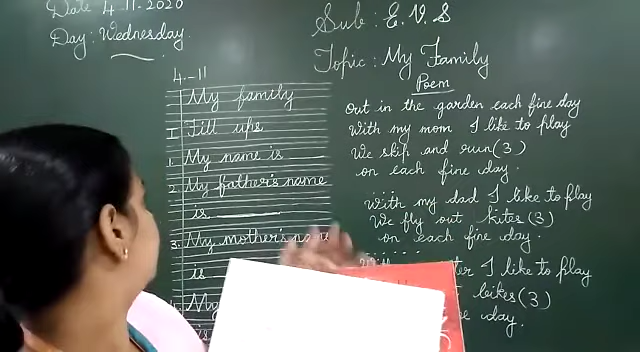 Date 4.11.2020
Day: Wednesday
Sub: E.V.S
Topic: My Family
4.-11
My family
I Fill ups
1. My name is
2. My father's name
is
3. My mother's name
is
My
is
Poem
out in the garden each fine day
With my mom I like to play
We skip and run(3)
on each fine day.
With my dad I like to play
We fly out kites(3)
on each fine day.
I like to play
bikes(3)
day.